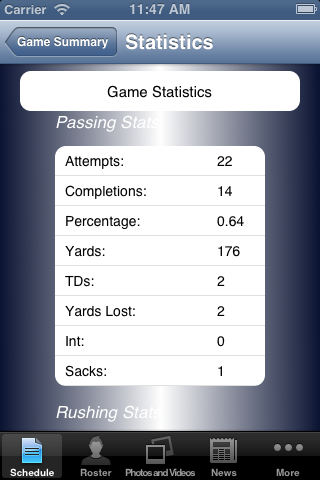 Carrier 11:47 AM
Game Summary Statistics
Game Statistics
Passing Stats
Attempts: 22
Completions: 14
Percentage: 0.64
Yards: 176
TDs: 2
Yards Lost: 2
Int: 0
Sacks: 1
Rushing Stats
Schedule Roster Photos and Videos News More